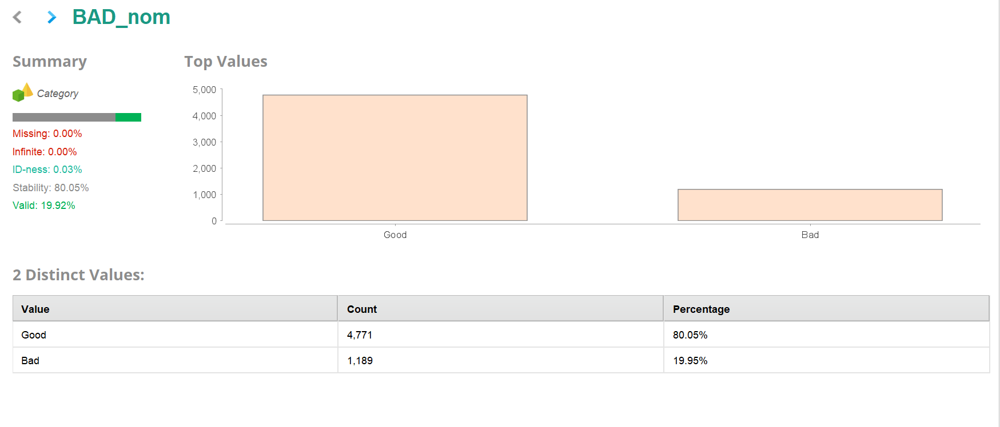 BAD_nom
Summary
Category
Missing: 0.00%
Infinite: 0.00%
ID-ness: 0.03%
Stability: 80.05%
Valid: 19.92%
Top Values
5,000
4,000
3,000
2,000
1,000
0
Good Bad
2 Distinct Values:
Value Count Percentage
Good 4,771 80.05%
Bad 1,189 19.95%